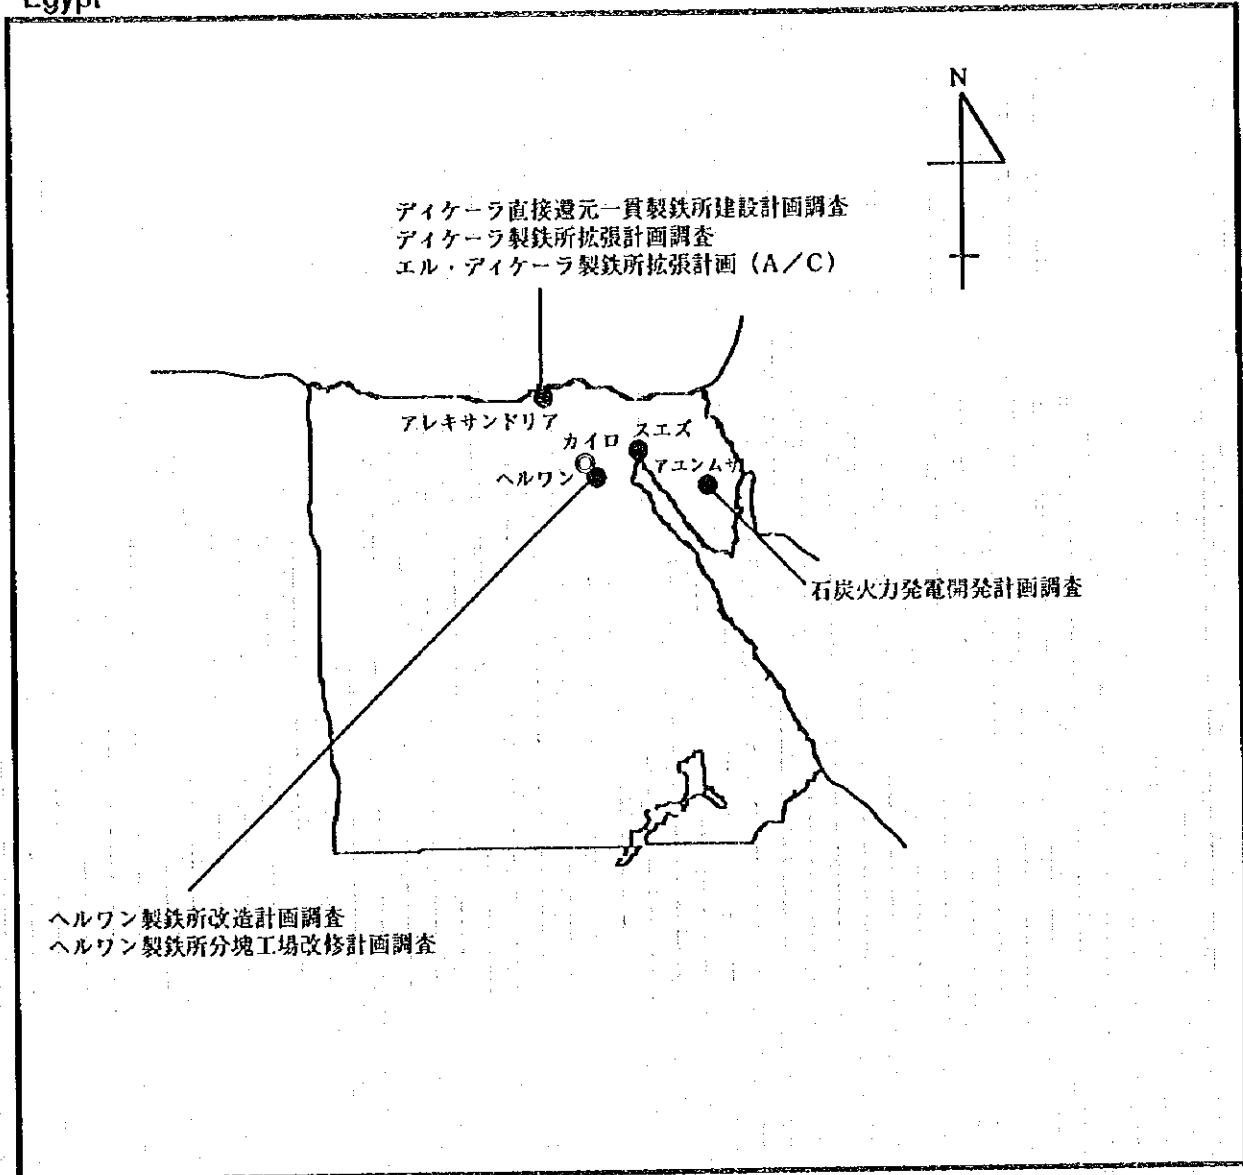 Egypt
N
ディケーラ直接還元一貫製鉄所建設計画調査
ディケーラ製鉄所拡張計画調査
エル・ディケーラ製鉄所拡張計画（A／C）
アレキサンドリア
カイロ
スエズ
アユンムサ
ヘルワン
石炭火力発電開発計画調査
ヘルワン製鉄所改造計画調査
ヘルワン製鉄所分塊工場改修計画調査